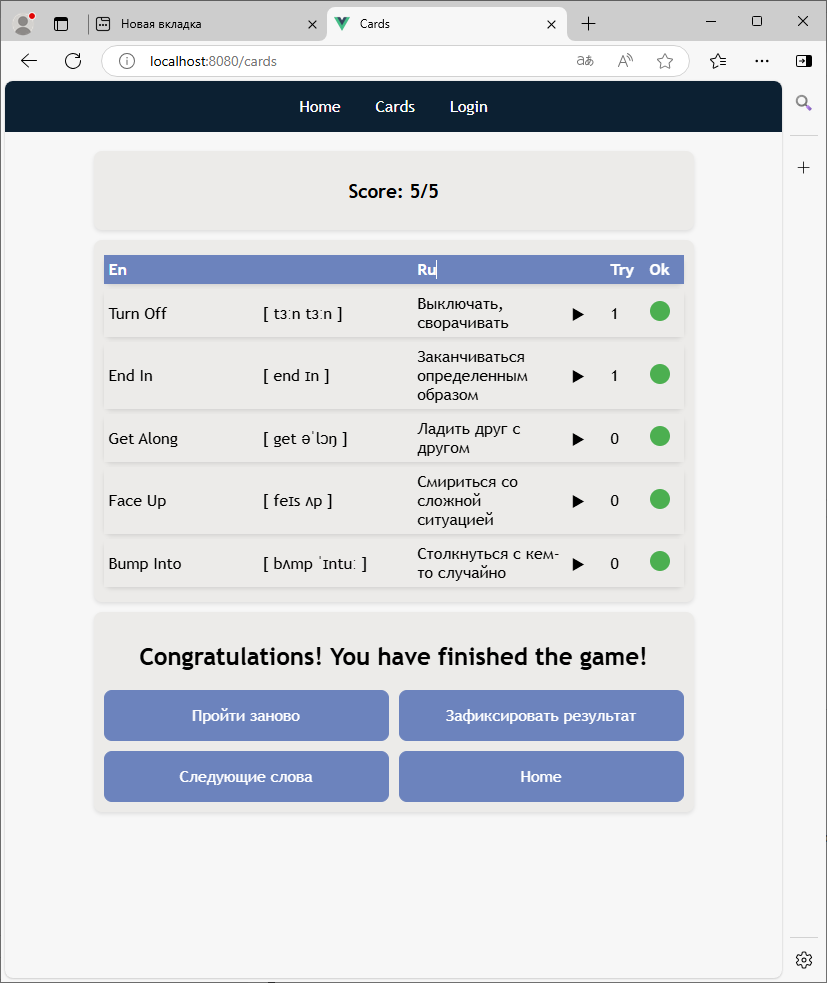 Новая вкладка
Cards
localhost:8080/cards
Home Cards Login
Score: 5/5
En Ru Try Ok
Turn Off [ tɜːn tɜːn ] Выключать, 1
сворачивать
End In [ end ɪn ] Заканчиваться 1
определенным
образом
Get Along [ get əˈlɔŋ ] Ладить друг с 0
другом
Face Up [ feɪs ʌp ] Смириться со 0
сложной
ситуацией
Bump Into [ bʌmp ˈɪntuː ] Столкнуться с кем- 0
то случайно
Congratulations! You have finished the game!
Пройти заново Зафиксировать результат
Следующие слова Home